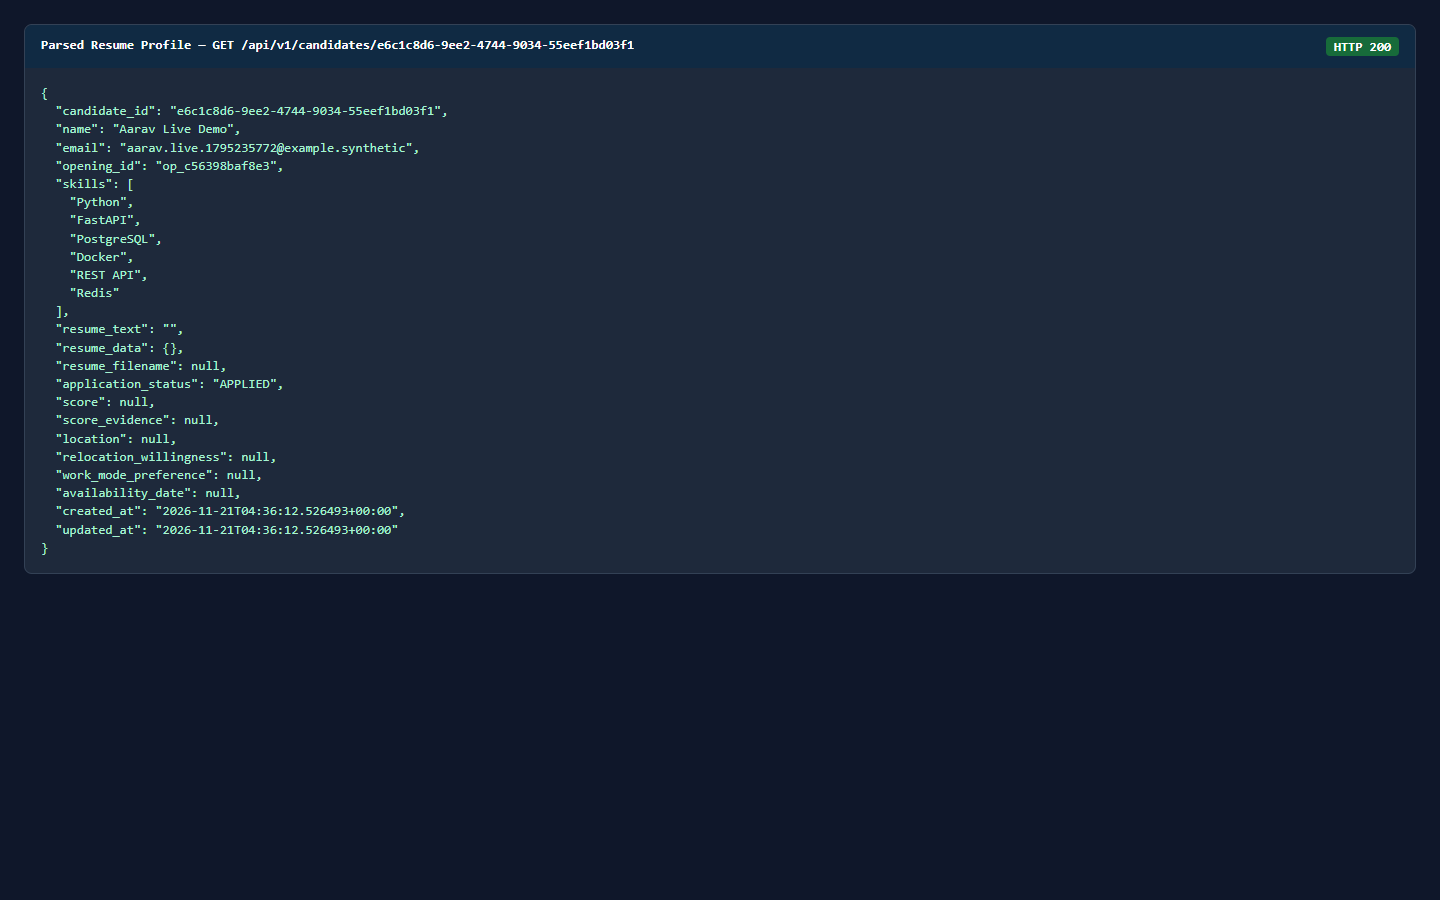 Parsed Resume Profile — GET /api/v1/candidates/e6c1c8d6-9ee2-4744-9034-55eef1bd03f1
HTTP 200
{
  "candidate_id": "e6c1c8d6-9ee2-4744-9034-55eef1bd03f1",
  "name": "Aarav Live Demo",
  "email": "aarav.live.1795235772@example.synthetic",
  "opening_id": "op_c56398baf8e3",
  "skills": [
    "Python",
    "FastAPI",
    "PostgreSQL",
    "Docker",
    "REST API",
    "Redis"
  ],
  "resume_text": "",
  "resume_data": {},
  "resume_filename": null,
  "application_status": "APPLIED",
  "score": null,
  "score_evidence": null,
  "location": null,
  "relocation_willingness": null,
  "work_mode_preference": null,
  "availability_date": null,
  "created_at": "2026-11-21T04:36:12.526493+00:00",
  "updated_at": "2026-11-21T04:36:12.526493+00:00"
}